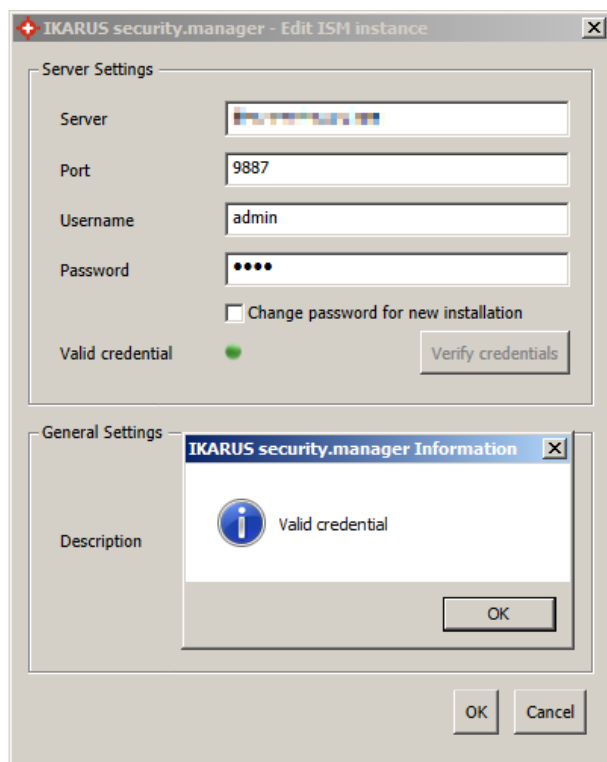 IKARUS security.manager - Edit ISM instance
Server Settings
Server
Port
9887
Username
admin
Password
••••
Change password for new installation
Valid credential
Verify credentials
General Settings
IKARUS security.manager Information
Valid credential
Description
OK
OK
Cancel